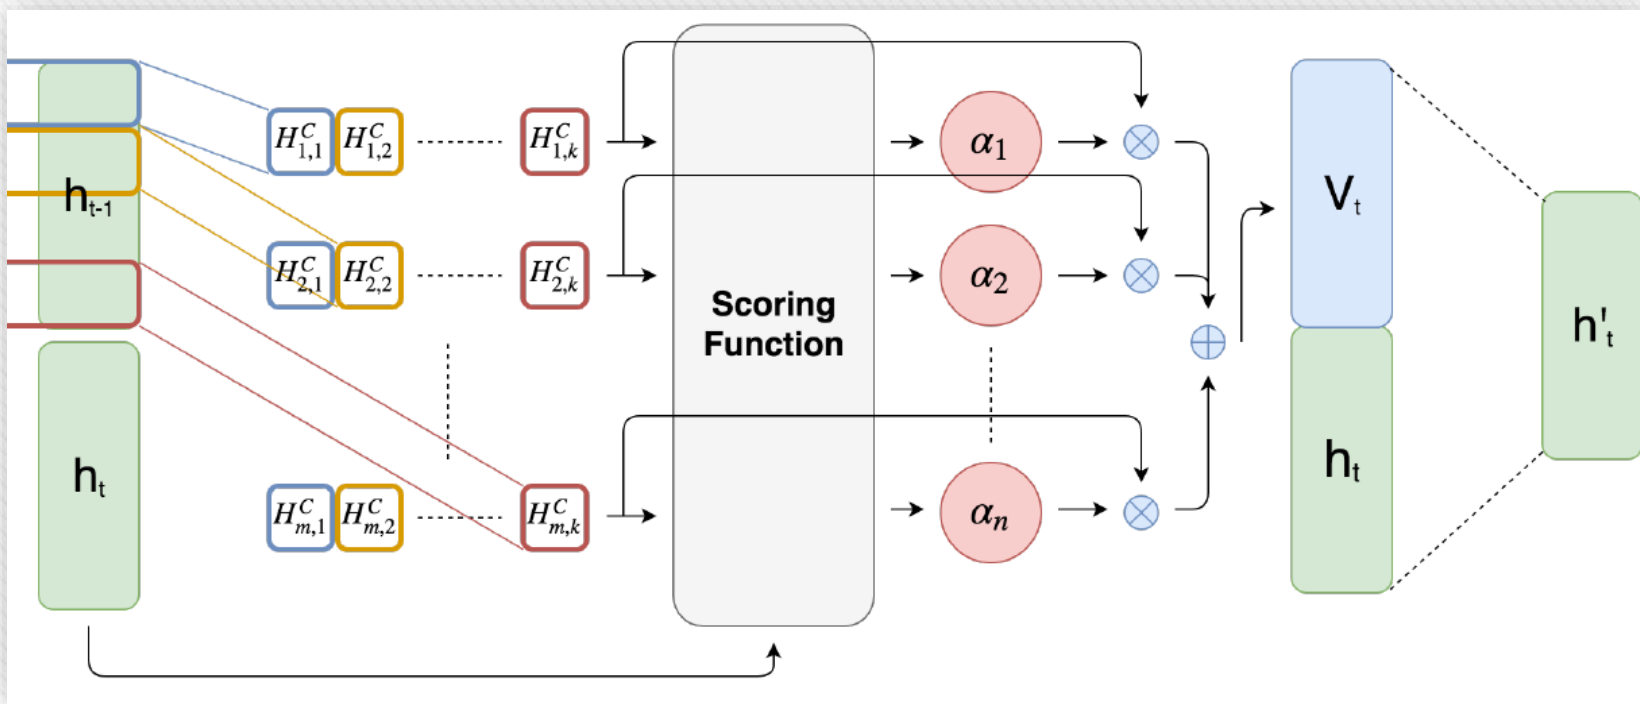 h_{t-1}
h_t
H^C_{1,1} H^C_{1,2} H^C_{1,k}
H^C_{2,1} H^C_{2,2} H^C_{2,k}
H^C_{m,1} H^C_{m,2} H^C_{m,k}
Scoring
Function
α_1
α_2
α_n
V_t
h_t
h'_t